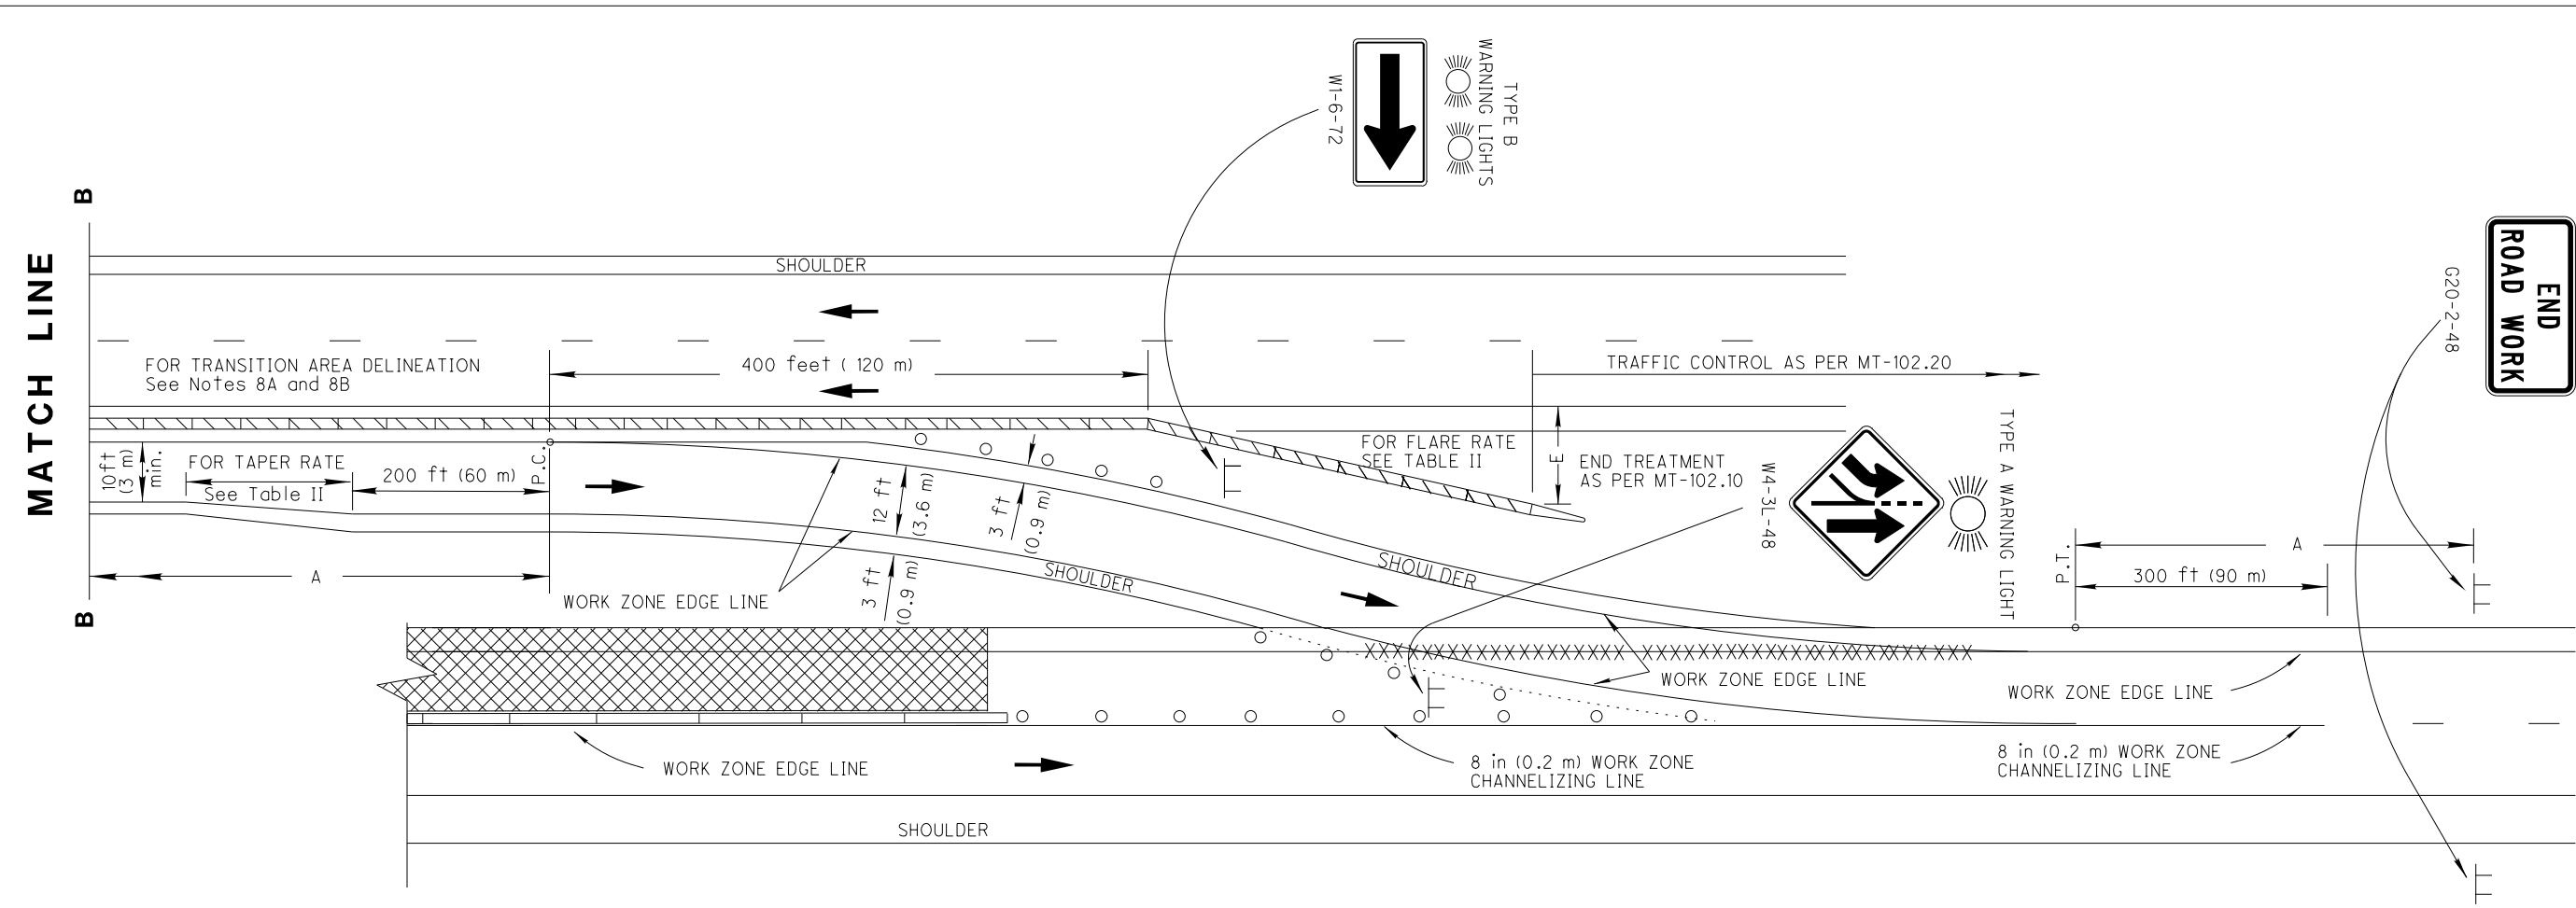 B
MATCH LINE
B
TYPE B
WARNING LIGHTS
W1-6-72
END
ROAD WORK
G20-2-48
SHOULDER
FOR TRANSITION AREA DELINEATION
See Notes 8A and 8B
400 feet ( 120 m)
TRAFFIC CONTROL AS PER MT-102.20
10ft
(3 m)
min.
FOR TAPER RATE
See Table II
200 ft (60 m)
P.C.
12 ft
(3.6 m)
3 ft
(0.9 m)
FOR FLARE RATE
SEE TABLE II
E
END TREATMENT
AS PER MT-102.10
W4-3L-48
TYPE A WARNING LIGHT
P.T.
A
300 ft (90 m)
A
WORK ZONE EDGE LINE
3 ft
(0.9 m)
SHOULDER
SHOULDER
XXXXXXXXXXXXXXXXXXX XXXXXXXXXXXXXXXXXXXXXXXX
WORK ZONE EDGE LINE
WORK ZONE EDGE LINE
WORK ZONE EDGE LINE
8 in (0.2 m) WORK ZONE
CHANNELIZING LINE
8 in (0.2 m) WORK ZONE
CHANNELIZING LINE
SHOULDER